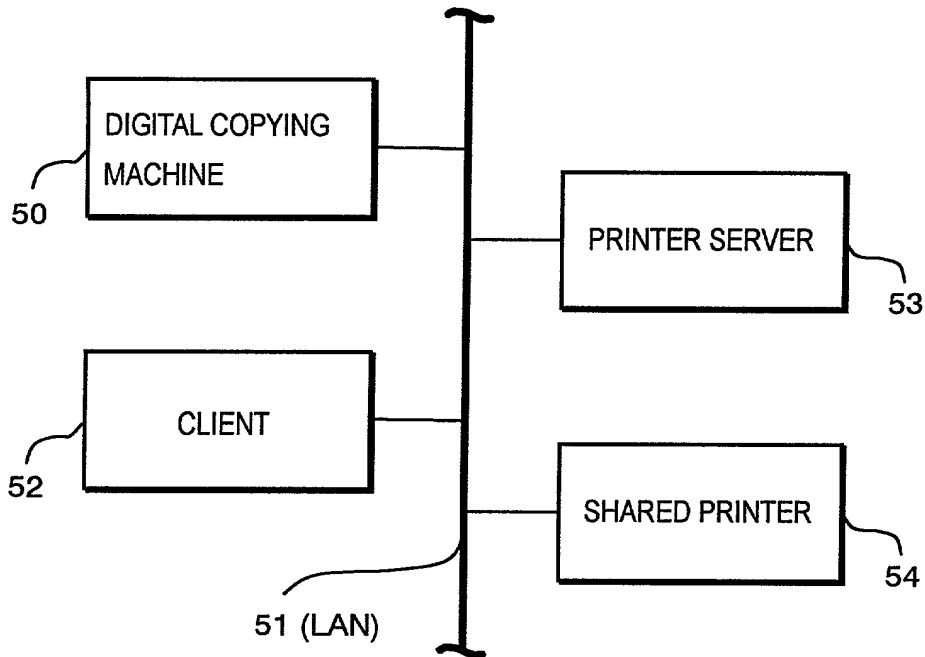 DIGITAL COPYING
MACHINE
50
PRINTER SERVER
53
CLIENT
52
SHARED PRINTER
54
51 (LAN)